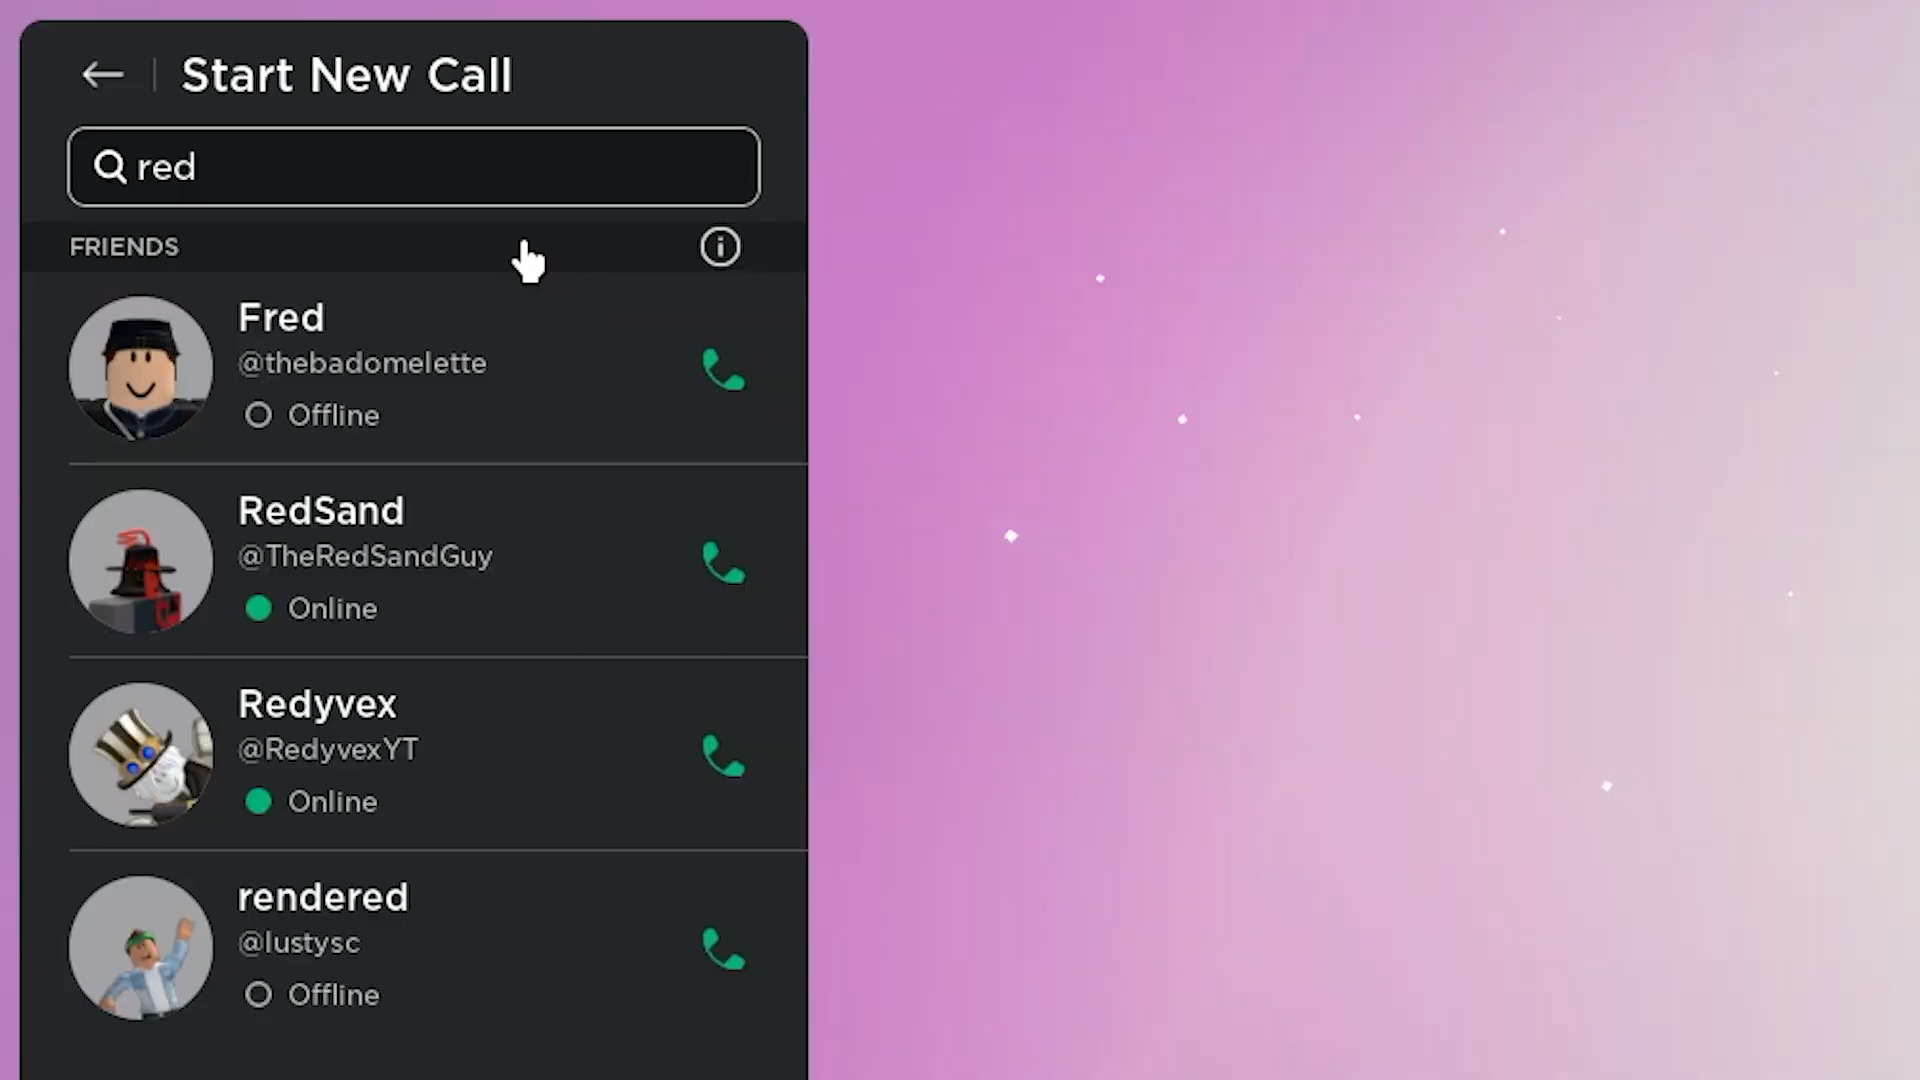 Start New Call
red
FRIENDS
Fred
@thebadomelette
Offline
RedSand
@TheRedSandGuy
Online
Redyvex
@RedyvexYT
Online
rendered
@lustysc
Offline